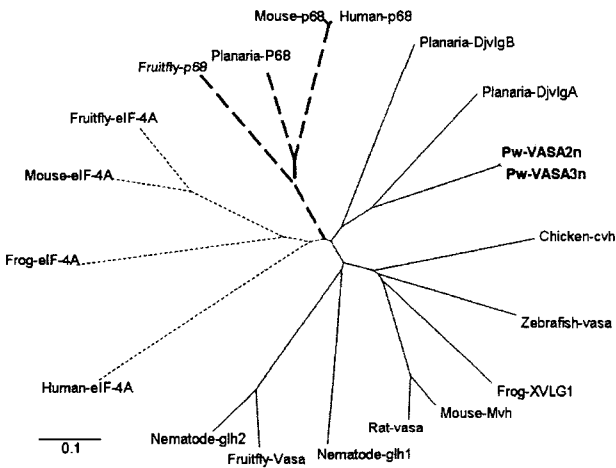 Mouse-p68
Human-p68
Planaria-P68
Planaria-DjvlgB
Fruitfly-p68
Planaria-DjvlgA
Fruitfly-eIF-4A
Pw-VASA2n
Pw-VASA3n
Mouse-eIF-4A
Chicken-cvh
Frog-eIF-4A
Zebrafish-vasa
Human-eIF-4A
Frog-XVLG1
Mouse-Mvh
Rat-vasa
Nematode-glh2
Nematode-glh1
Fruitfly-Vasa
0.1